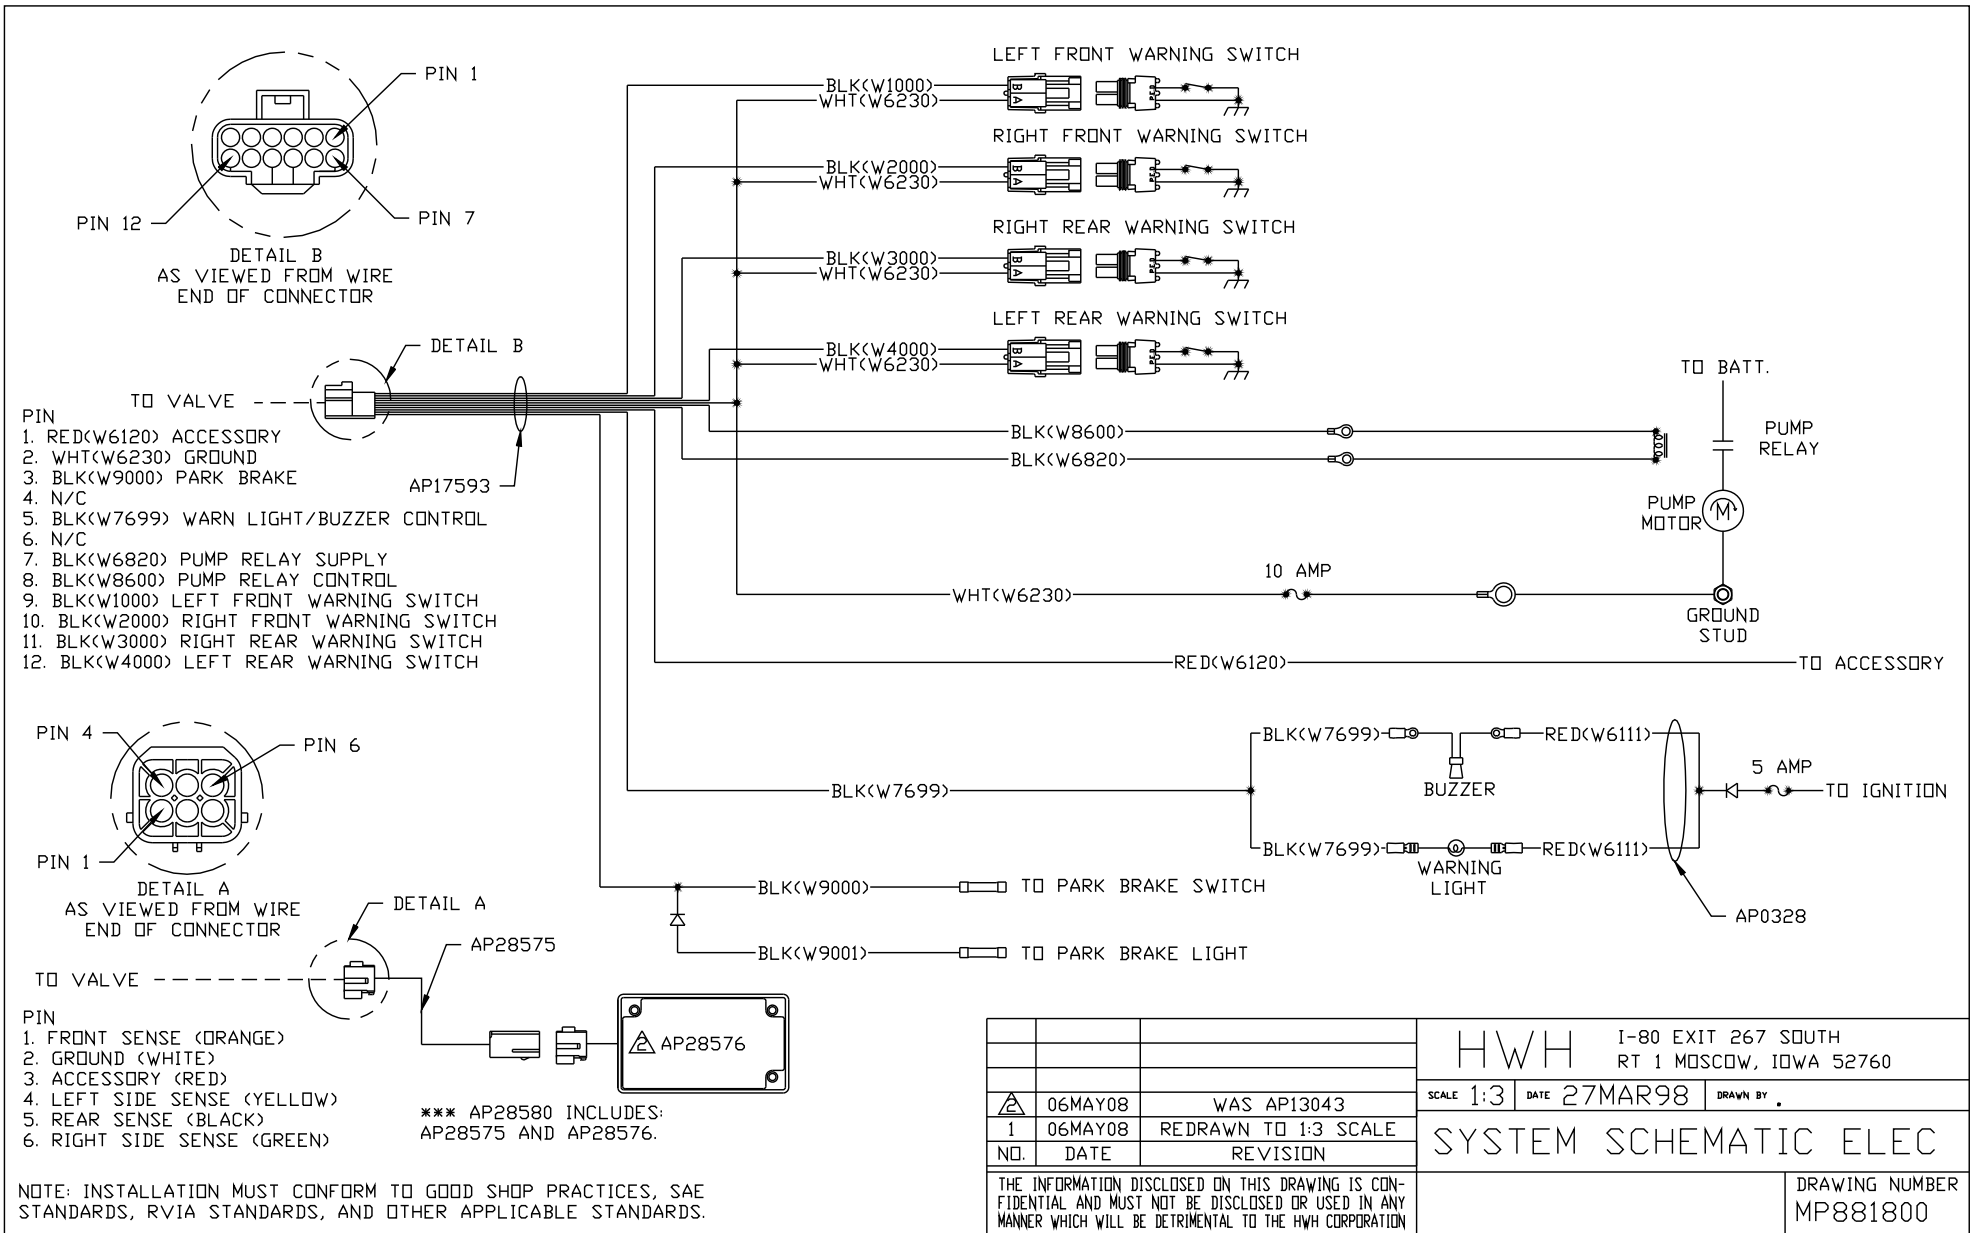 PIN 1
PIN 12
PIN 7
DETAIL B
AS VIEWED FROM WIRE
END OF CONNECTOR
LEFT FRONT WARNING SWITCH
BLK(W1000)
WHT(W6230)
B
A
RIGHT FRONT WARNING SWITCH
BLK(W2000)
WHT(W6230)
B
A
RIGHT REAR WARNING SWITCH
BLK(W3000)
WHT(W6230)
B
A
LEFT REAR WARNING SWITCH
BLK(W4000)
WHT(W6230)
B
A
DETAIL B
TO VALVE
AP17593
PIN
1. RED(W6120) ACCESSORY
2. WHT(W6230) GROUND
3. BLK(W9000) PARK BRAKE
4. N/C
5. BLK(W7699) WARN LIGHT/BUZZER CONTROL
6. N/C
7. BLK(W6820) PUMP RELAY SUPPLY
8. BLK(W8600) PUMP RELAY CONTROL
9. BLK(W1000) LEFT FRONT WARNING SWITCH
10. BLK(W2000) RIGHT FRONT WARNING SWITCH
11. BLK(W3000) RIGHT REAR WARNING SWITCH
12. BLK(W4000) LEFT REAR WARNING SWITCH
TO BATT.
BLK(W8600)
BLK(W6820)
PUMP
RELAY
PUMP
MOTOR
M
WHT(W6230)
10 AMP
GROUND
STUD
RED(W6120)
TO ACCESSORY
BLK(W7699)
BLK(W7699)
RED(W6111)
BUZZER
5 AMP
TO IGNITION
BLK(W7699)
RED(W6111)
WARNING
LIGHT
AP0328
BLK(W9000)
TO PARK BRAKE SWITCH
BLK(W9001)
TO PARK BRAKE LIGHT
PIN 4
PIN 6
PIN 1
DETAIL A
AS VIEWED FROM WIRE
END OF CONNECTOR
DETAIL A
AP28575
TO VALVE
PIN
1. FRONT SENSE (ORANGE)
2. GROUND (WHITE)
3. ACCESSORY (RED)
4. LEFT SIDE SENSE (YELLOW)
5. REAR SENSE (BLACK)
6. RIGHT SIDE SENSE (GREEN)
2 AP28576
*** AP28580 INCLUDES:
AP28575 AND AP28576.
NOTE: INSTALLATION MUST CONFORM TO GOOD SHOP PRACTICES, SAE
STANDARDS, RVIA STANDARDS, AND OTHER APPLICABLE STANDARDS.
2 06MAY08 WAS AP13043
1 06MAY08 REDRAWN TO 1:3 SCALE
NO. DATE REVISION
THE INFORMATION DISCLOSED ON THIS DRAWING IS CON-
FIDENTIAL AND MUST NOT BE DISCLOSED OR USED IN ANY
MANNER WHICH WILL BE DETRIMENTAL TO THE HWH CORPORATION
HWH
I-80 EXIT 267 SOUTH
RT 1 MOSCOW, IOWA 52760
SCALE 1:3 DATE 27MAR98 DRAWN BY .
SYSTEM SCHEMATIC ELEC
DRAWING NUMBER
MP881800